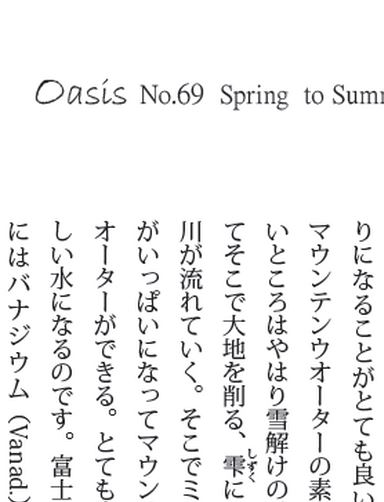 Oasis No.69 Spring to Sum
りになることがとても良い
マウンテンウオーターの素
いところはやはり雪解けの
てそこで大地を削る、雫に
しずく
川が流れていく。そこでミ
がいっぱいになってマウン
オーターができる。とても
しい水になるのです。富士
にはバナジウム（Vanad